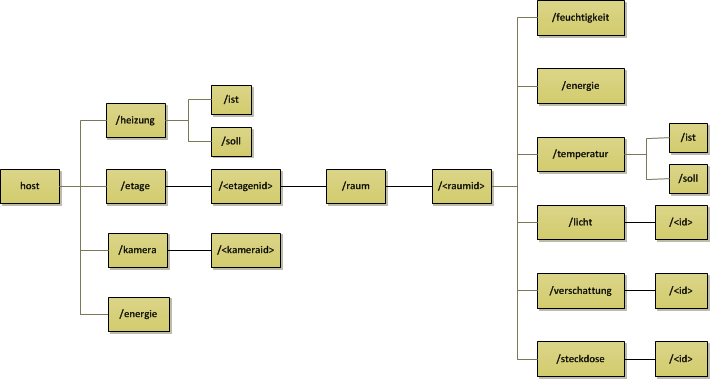 host
/heizung
/ist
/soll
/etage
/<etagenid>
/raum
/<raumid>
/feuchtigkeit
/energie
/temperatur
/ist
/soll
/licht
/<id>
/verschattung
/<id>
/steckdose
/<id>
/kamera
/<kameraid>
/energie